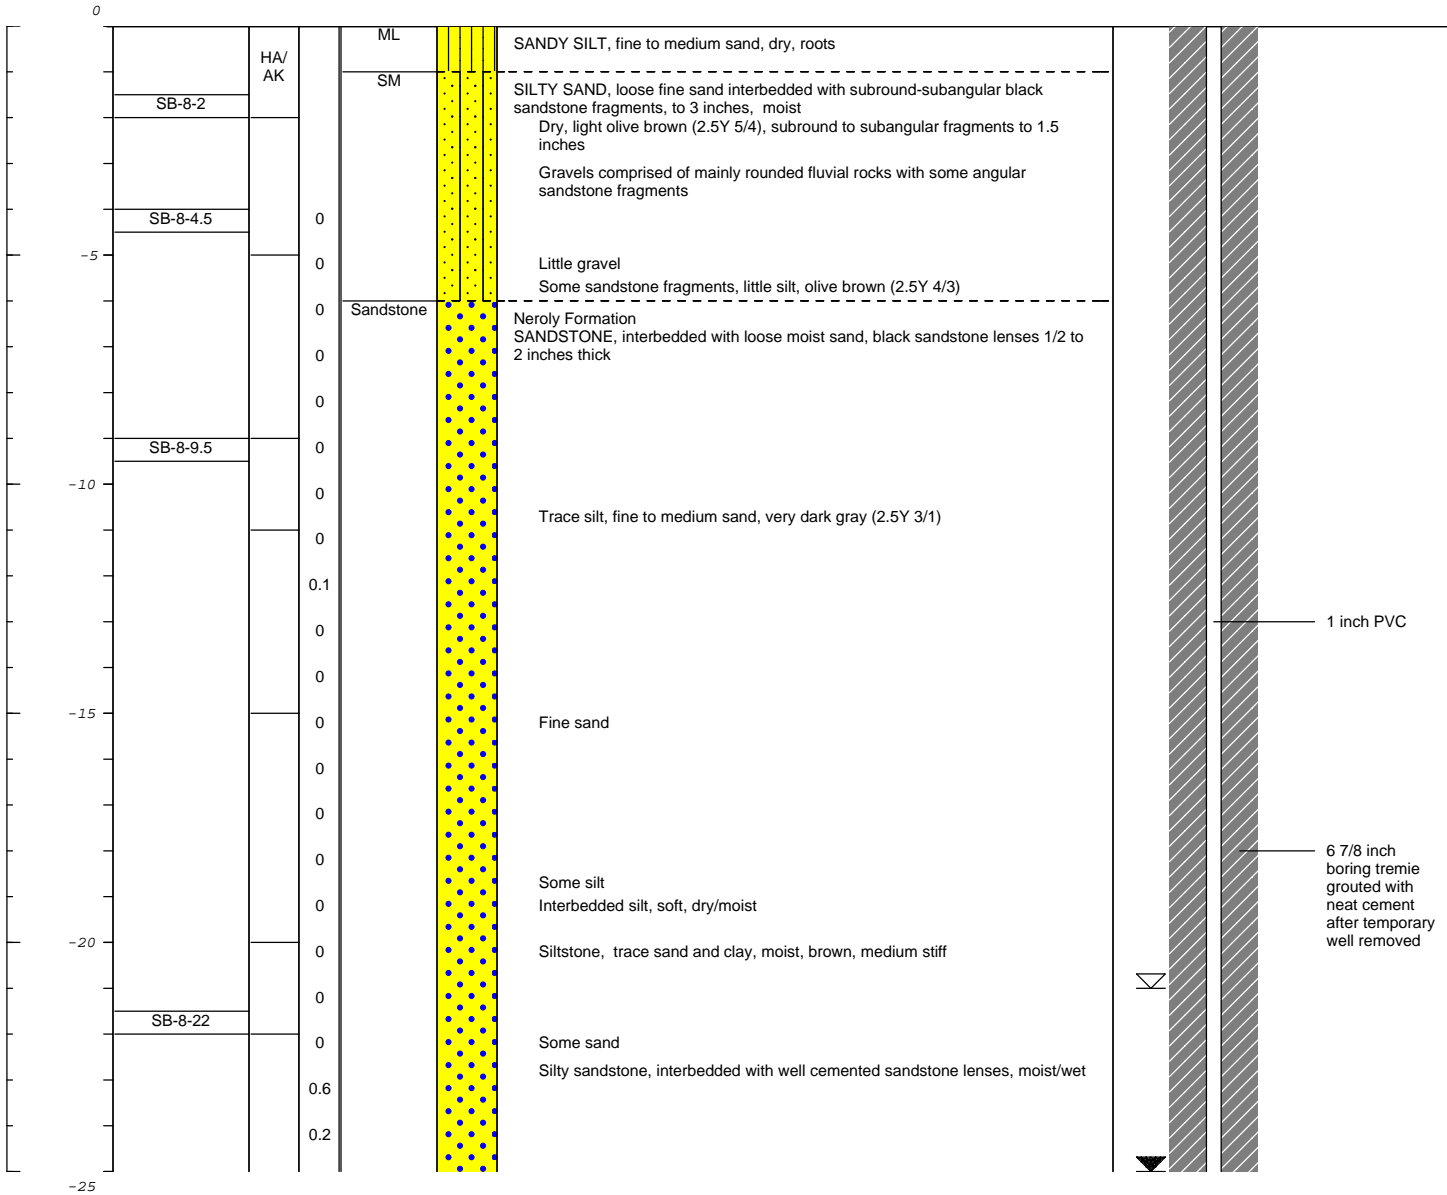 0
ML
SANDY SILT, fine to medium sand, dry, roots
HA/
AK
SM
SILTY SAND, loose fine sand interbedded with subround-subangular black
sandstone fragments, to 3 inches, moist
SB-8-2
Dry, light olive brown (2.5Y 5/4), subround to subangular fragments to 1.5
inches
Gravels comprised of mainly rounded fluvial rocks with some angular
sandstone fragments
SB-8-4.5
0
-5
0
Little gravel
Some sandstone fragments, little silt, olive brown (2.5Y 4/3)
0
Sandstone
Neroly Formation
SANDSTONE, interbedded with loose moist sand, black sandstone lenses 1/2 to
2 inches thick
0
0
SB-8-9.5
0
-10
0
Trace silt, fine to medium sand, very dark gray (2.5Y 3/1)
0
0.1
0
1 inch PVC
0
-15
0
Fine sand
0
0
0
6 7/8 inch
boring tremie
grouted with
neat cement
after temporary
well removed
Some silt
0
Interbedded silt, soft, dry/moist
-20
0
Siltstone, trace sand and clay, moist, brown, medium stiff
0
SB-8-22
0
Some sand
Silty sandstone, interbedded with well cemented sandstone lenses, moist/wet
0.6
0.2
-25